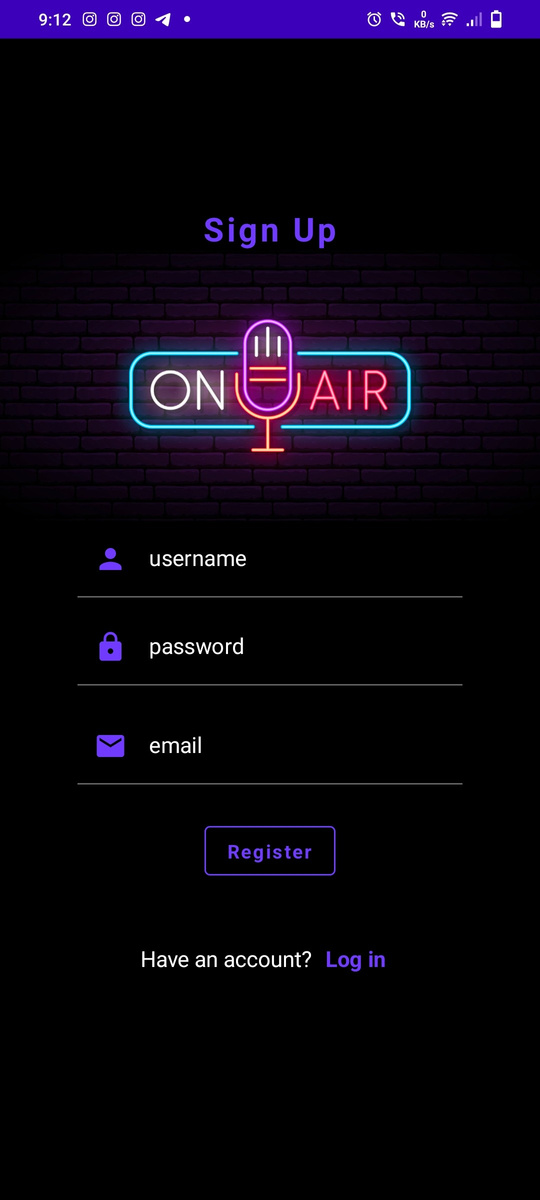 9:12
0
KB/s
Sign Up
ON AIR
username
password
email
Register
Have an account? Log in